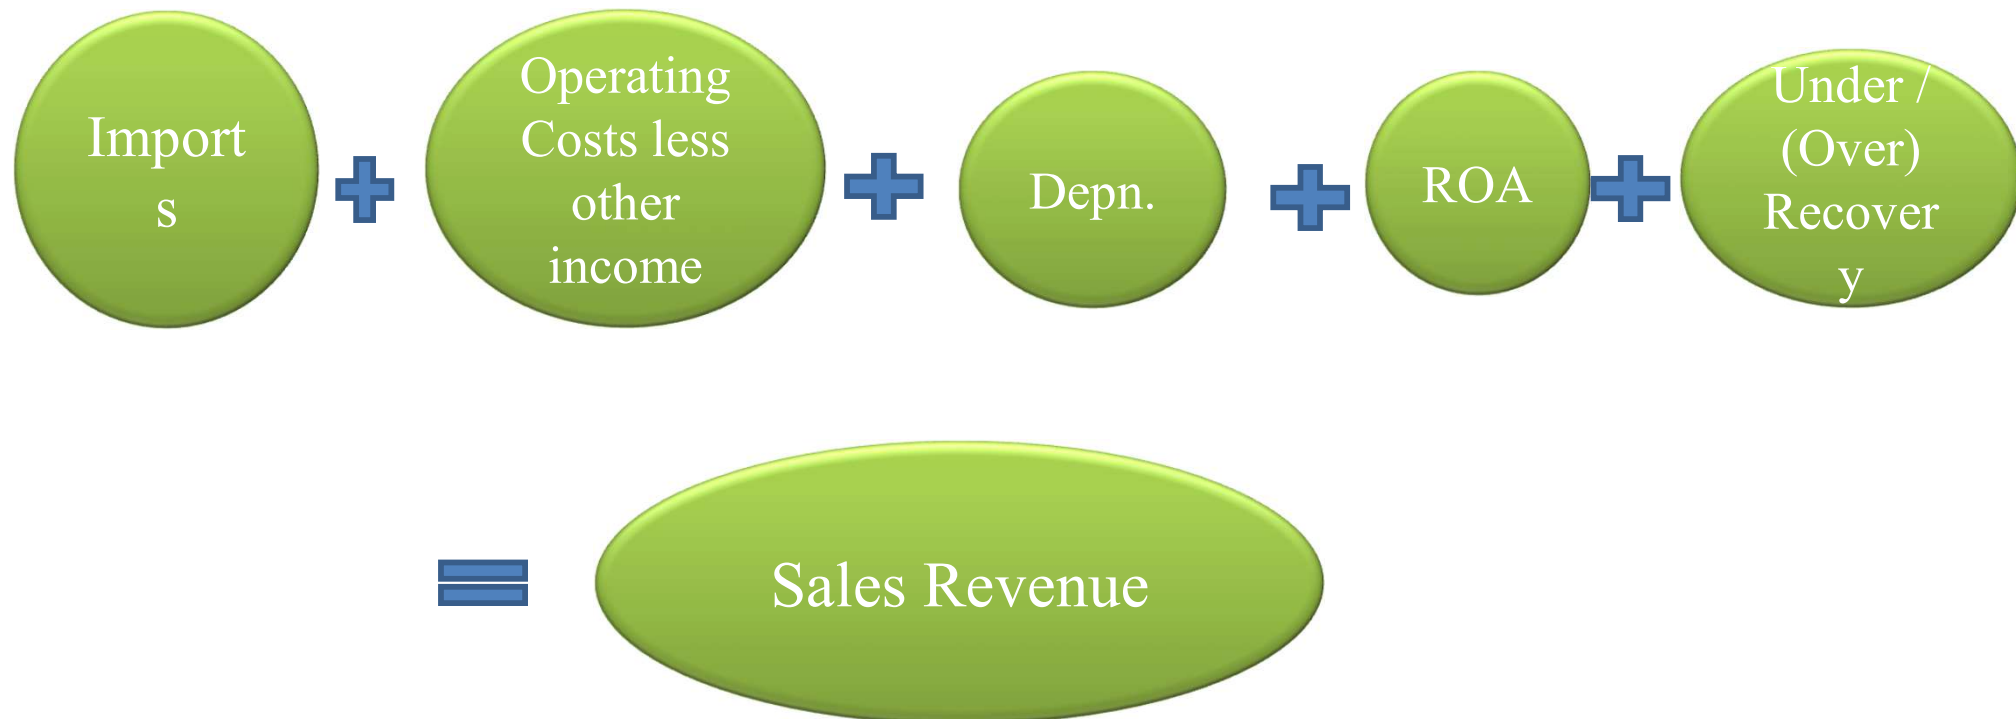 Import
s
Operating
Costs less
other
income
Depn.
ROA
Under /
(Over)
Recover
y
Sales Revenue